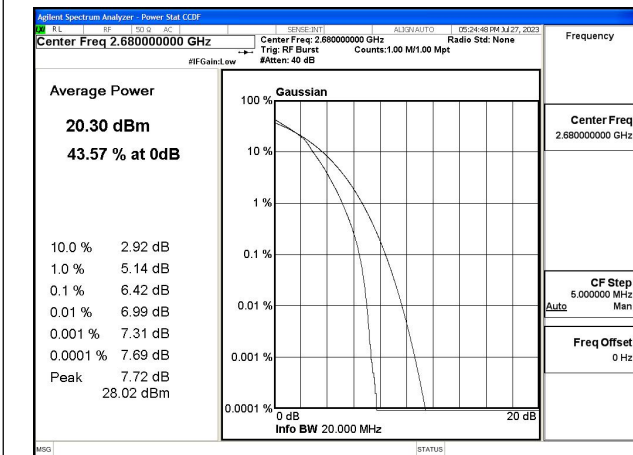 Agilent Spectrum Analyzer - Power Stat CCDF
RL RF 50 Ω AC SENSE:INT ALIGN AUTO 05:24:48 PM Jul 27, 2023
Center Freq 2.680000000 GHz
Center Freq: 2.680000000 GHz Radio Std: None
Trig: RF Burst Counts:1.00 M/1.00 Mpt
#IFGain:Low #Atten: 40 dB
Frequency
Average Power
20.30 dBm
43.57 % at 0dB
10.0 % 2.92 dB
1.0 % 5.14 dB
0.1 % 6.42 dB
0.01 % 6.99 dB
0.001 % 7.31 dB
0.0001 % 7.69 dB
Peak 7.72 dB
28.02 dBm
Gaussian
100 %
10 %
1 %
0.1 %
0.01 %
0.001 %
0.0001 %
0 dB 20 dB
Info BW 20.000 MHz
Center Freq
2.680000000 GHz
CF Step
5.000000 MHz
Auto Man
Freq Offset
0 Hz
MSG STATUS